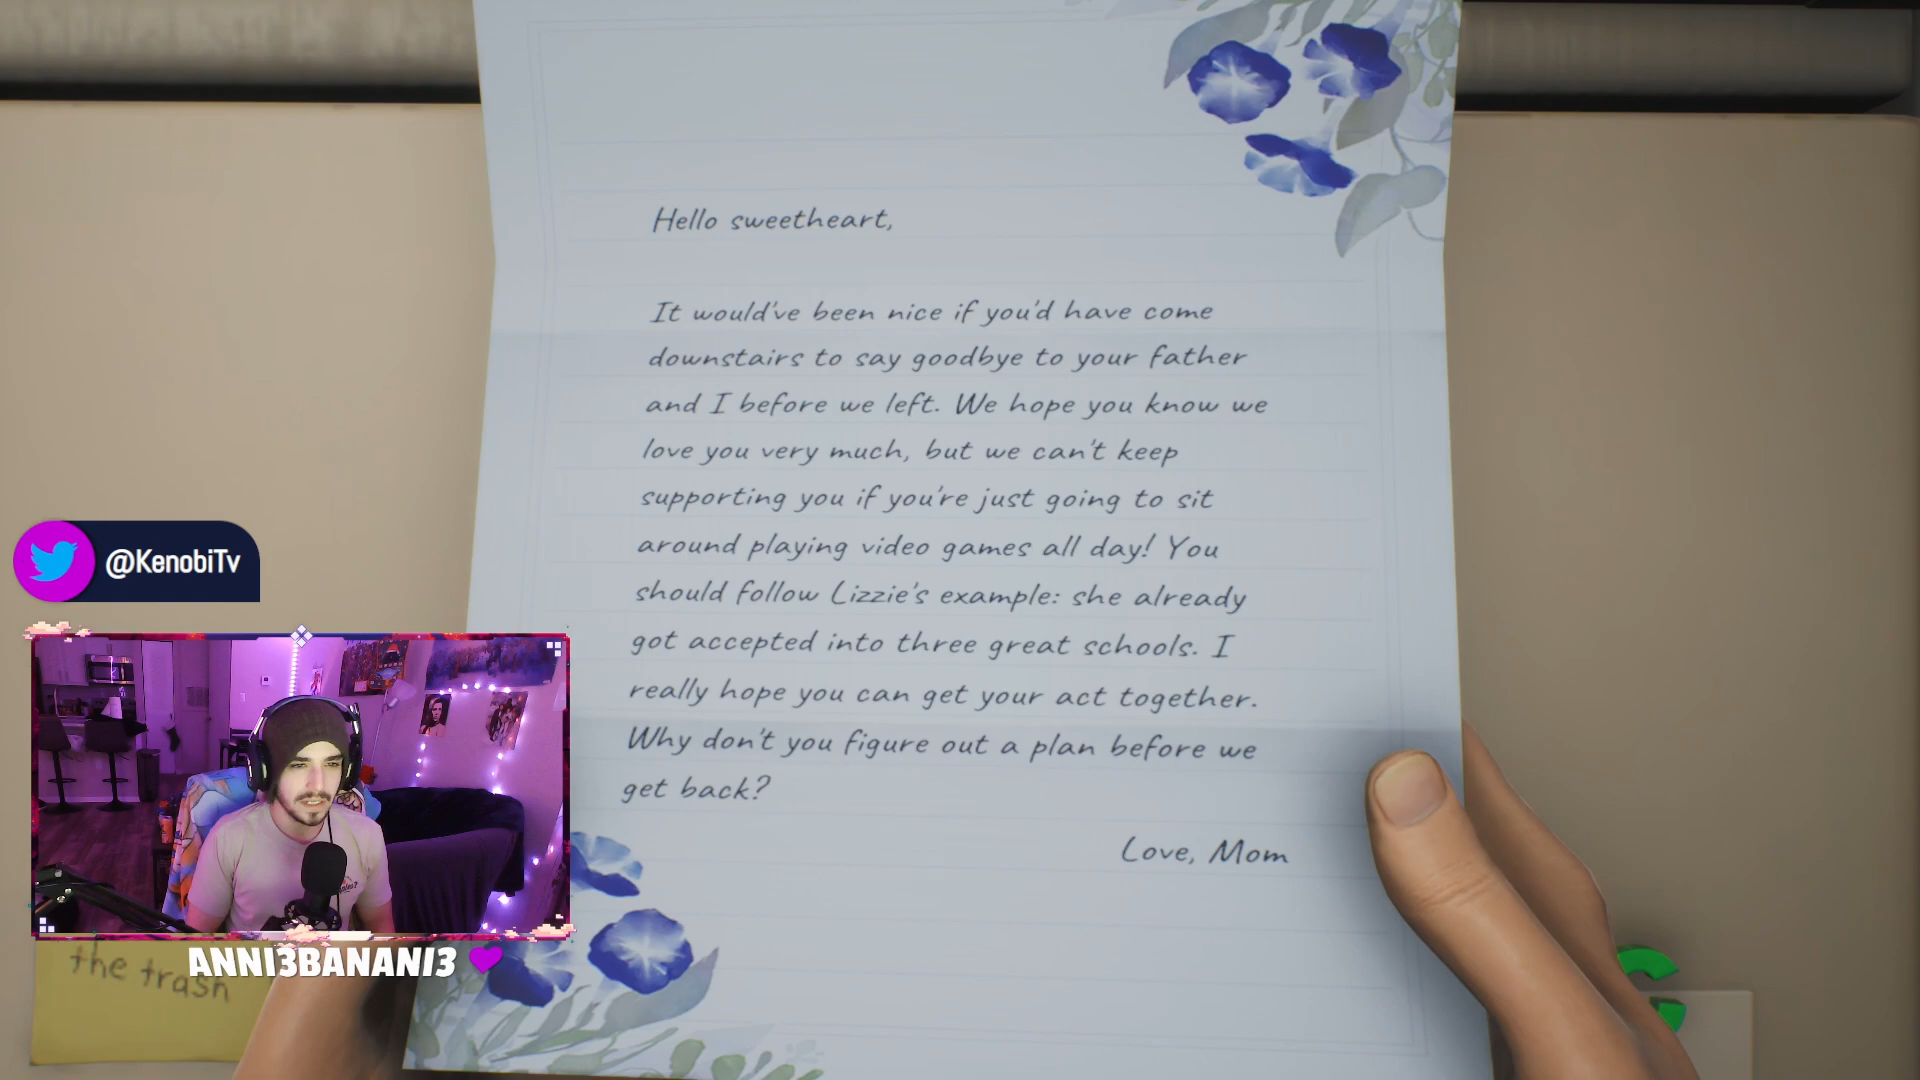 Hello sweetheart,
It would've been nice if you'd have come
downstairs to say goodbye to your father
and I before we left. We hope you know we
love you very much, but we can't keep
supporting you if you're just going to sit
around playing video games all day! You
should follow Lizzie's example: she already
got accepted into three great schools. I
really hope you can get your act together.
Why don't you figure out a plan before we
get back?
Love, Mom
@KenobiTv
ANNI3BANANI3
the trash